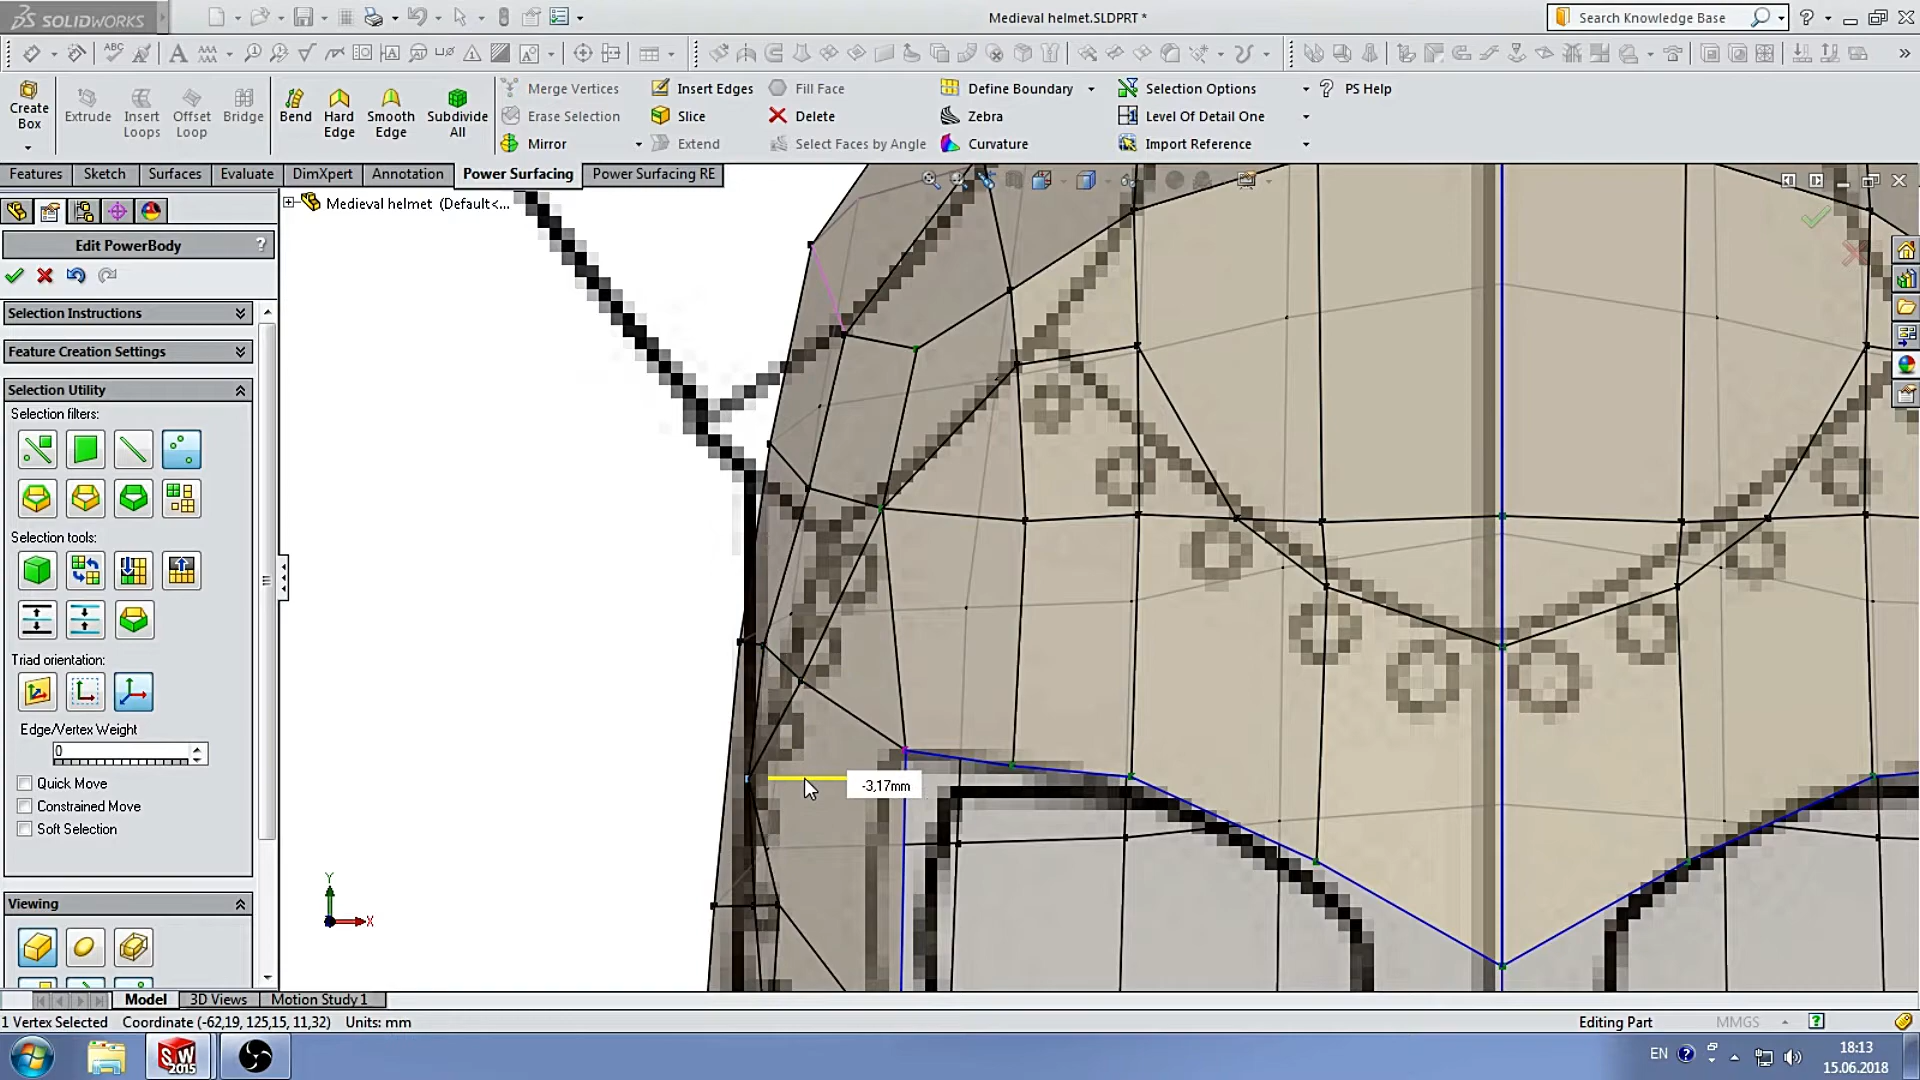 SOLIDWORKS
Medieval helmet.SLDPRT *
Search Knowledge Base
Create Box
Extrude
Insert Loops
Offset Loop
Bridge
Bend
Hard Edge
Smooth Edge
Subdivide All
Merge Vertices
Erase Selection
Mirror
Insert Edges
Slice
Extend
Fill Face
Delete
Select Faces by Angle
Define Boundary
Zebra
Curvature
Selection Options
Level Of Detail One
Import Reference
PS Help
Features
Sketch
Surfaces
Evaluate
DimXpert
Annotation
Power Surfacing
Power Surfacing RE
Medieval helmet (Default<...
Edit PowerBody
?
Selection Instructions
Feature Creation Settings
Selection Utility
Selection filters:
Selection tools:
Triad orientation:
Edge/Vertex Weight
0
Quick Move
Constrained Move
Soft Selection
Viewing
-3,17mm
Y
X
Model
3D Views
Motion Study 1
1 Vertex Selected Coordinate (-62,19, 125,15, 11,32) Units: mm
Editing Part
MMGS
SW 2015
EN
18:13
15.06.2018